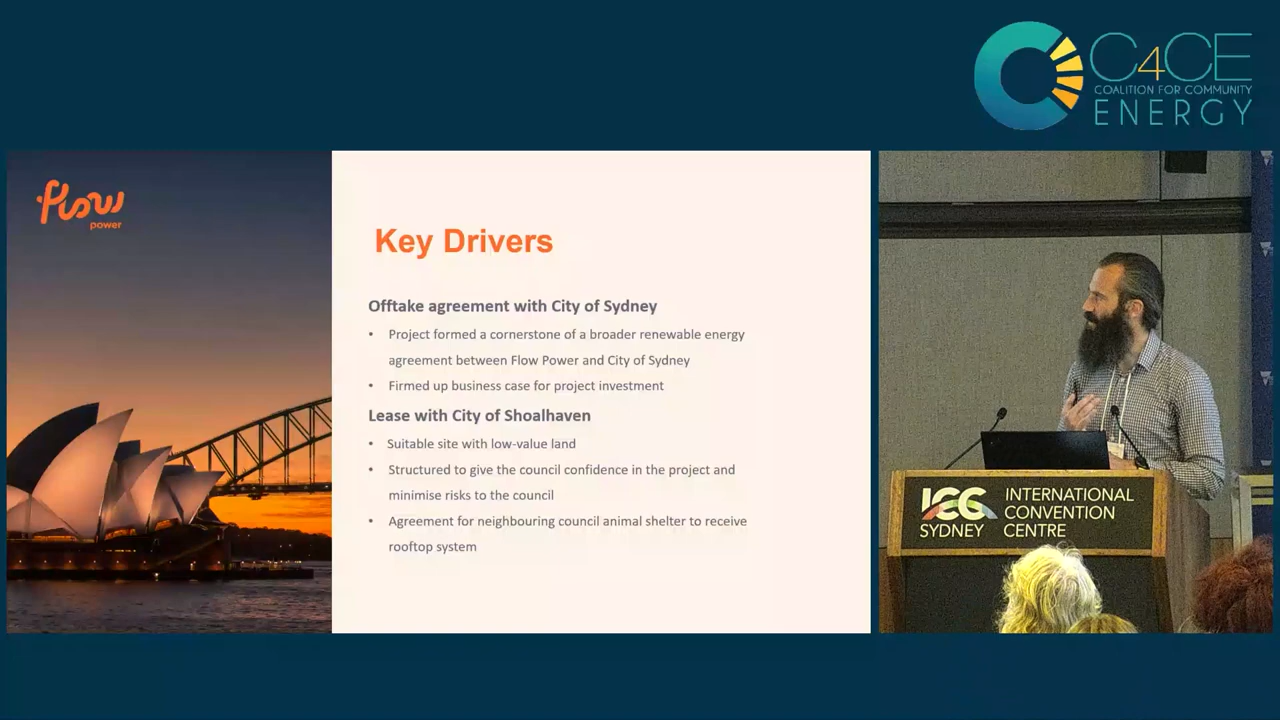 C4CE
COALITION FOR COMMUNITY
ENERGY
flow
power
Key Drivers
Offtake agreement with City of Sydney
• Project formed a cornerstone of a broader renewable energy
agreement between Flow Power and City of Sydney
• Firmed up business case for project investment
Lease with City of Shoalhaven
• Suitable site with low-value land
• Structured to give the council confidence in the project and
minimise risks to the council
• Agreement for neighbouring council animal shelter to receive
rooftop system
ICC
SYDNEY
INTERNATIONAL
CONVENTION
CENTRE